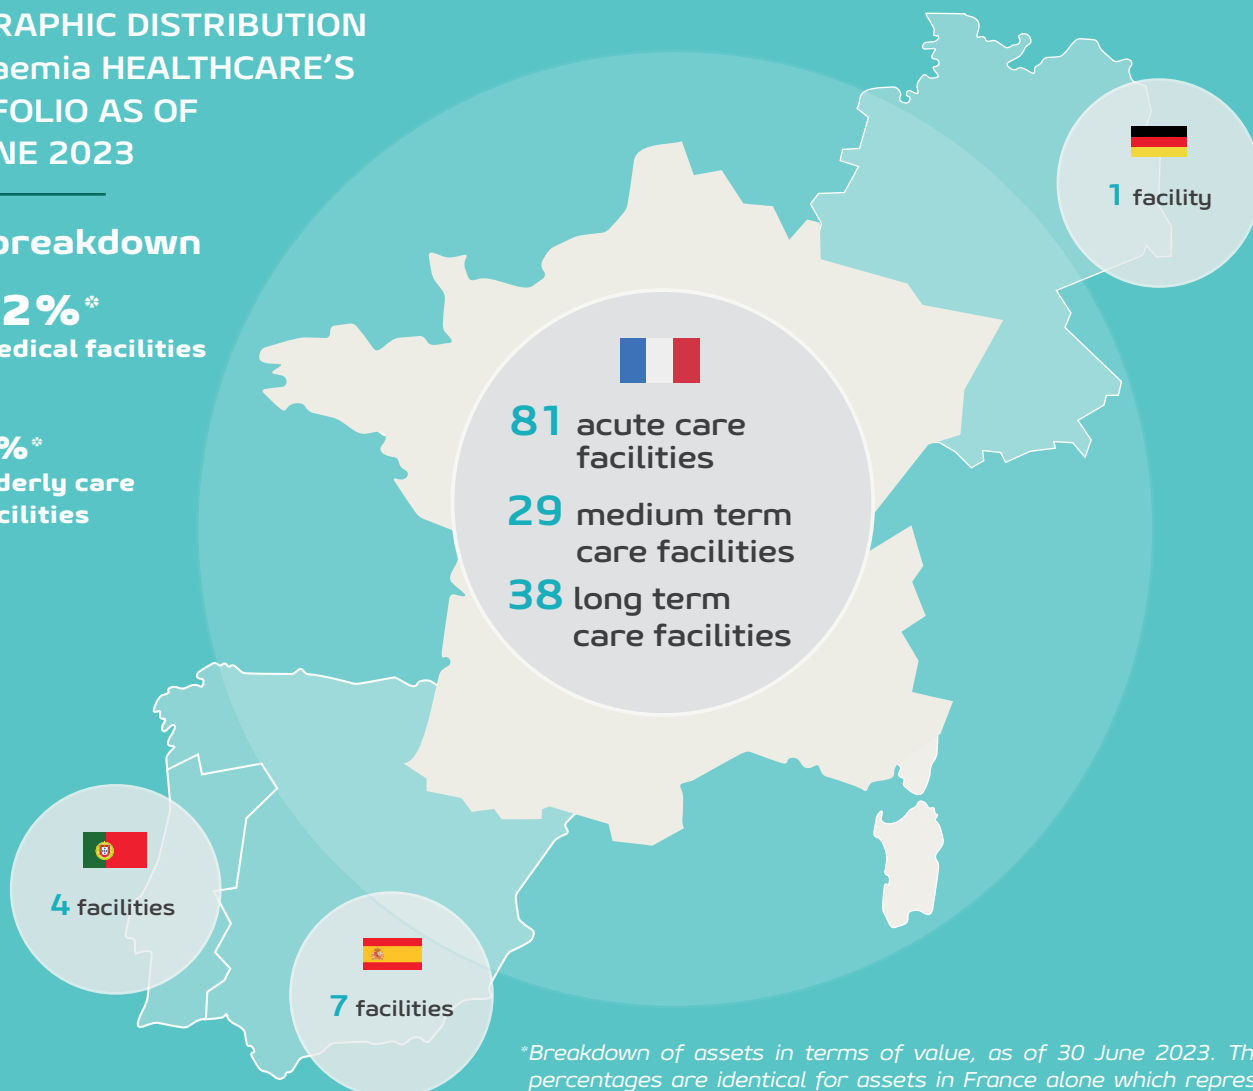 RAPHIC DISTRIBUTION
aemia HEALTHCARE'S
FOLIO AS OF
NE 2023
breakdown
2%*
edical facilities
%*
derly care
cilities
1 facility
81 acute care
facilities
29 medium term
care facilities
38 long term
care facilities
4 facilities
7 facilities
*Breakdown of assets in terms of value, as of 30 June 2023. Th
percentages are identical for assets in France alone which repres